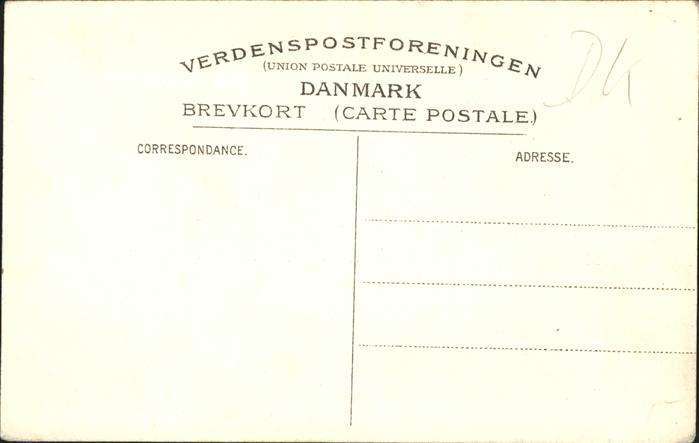 VERDENSPOSTFORENINGEN
(UNION POSTALE UNIVERSELLE)
DANMARK
BREVKORT (CARTE POSTALE.)
CORRESPONDANCE.
ADRESSE.